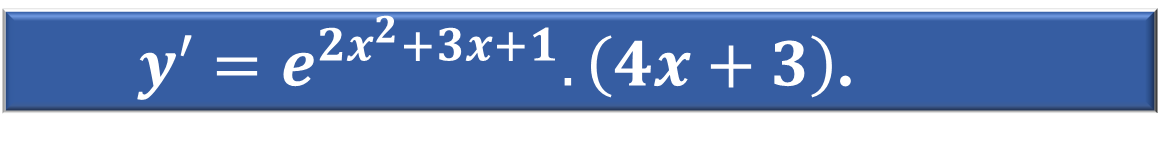 y′ = e^{2x²+3x+1}.(4x + 3).